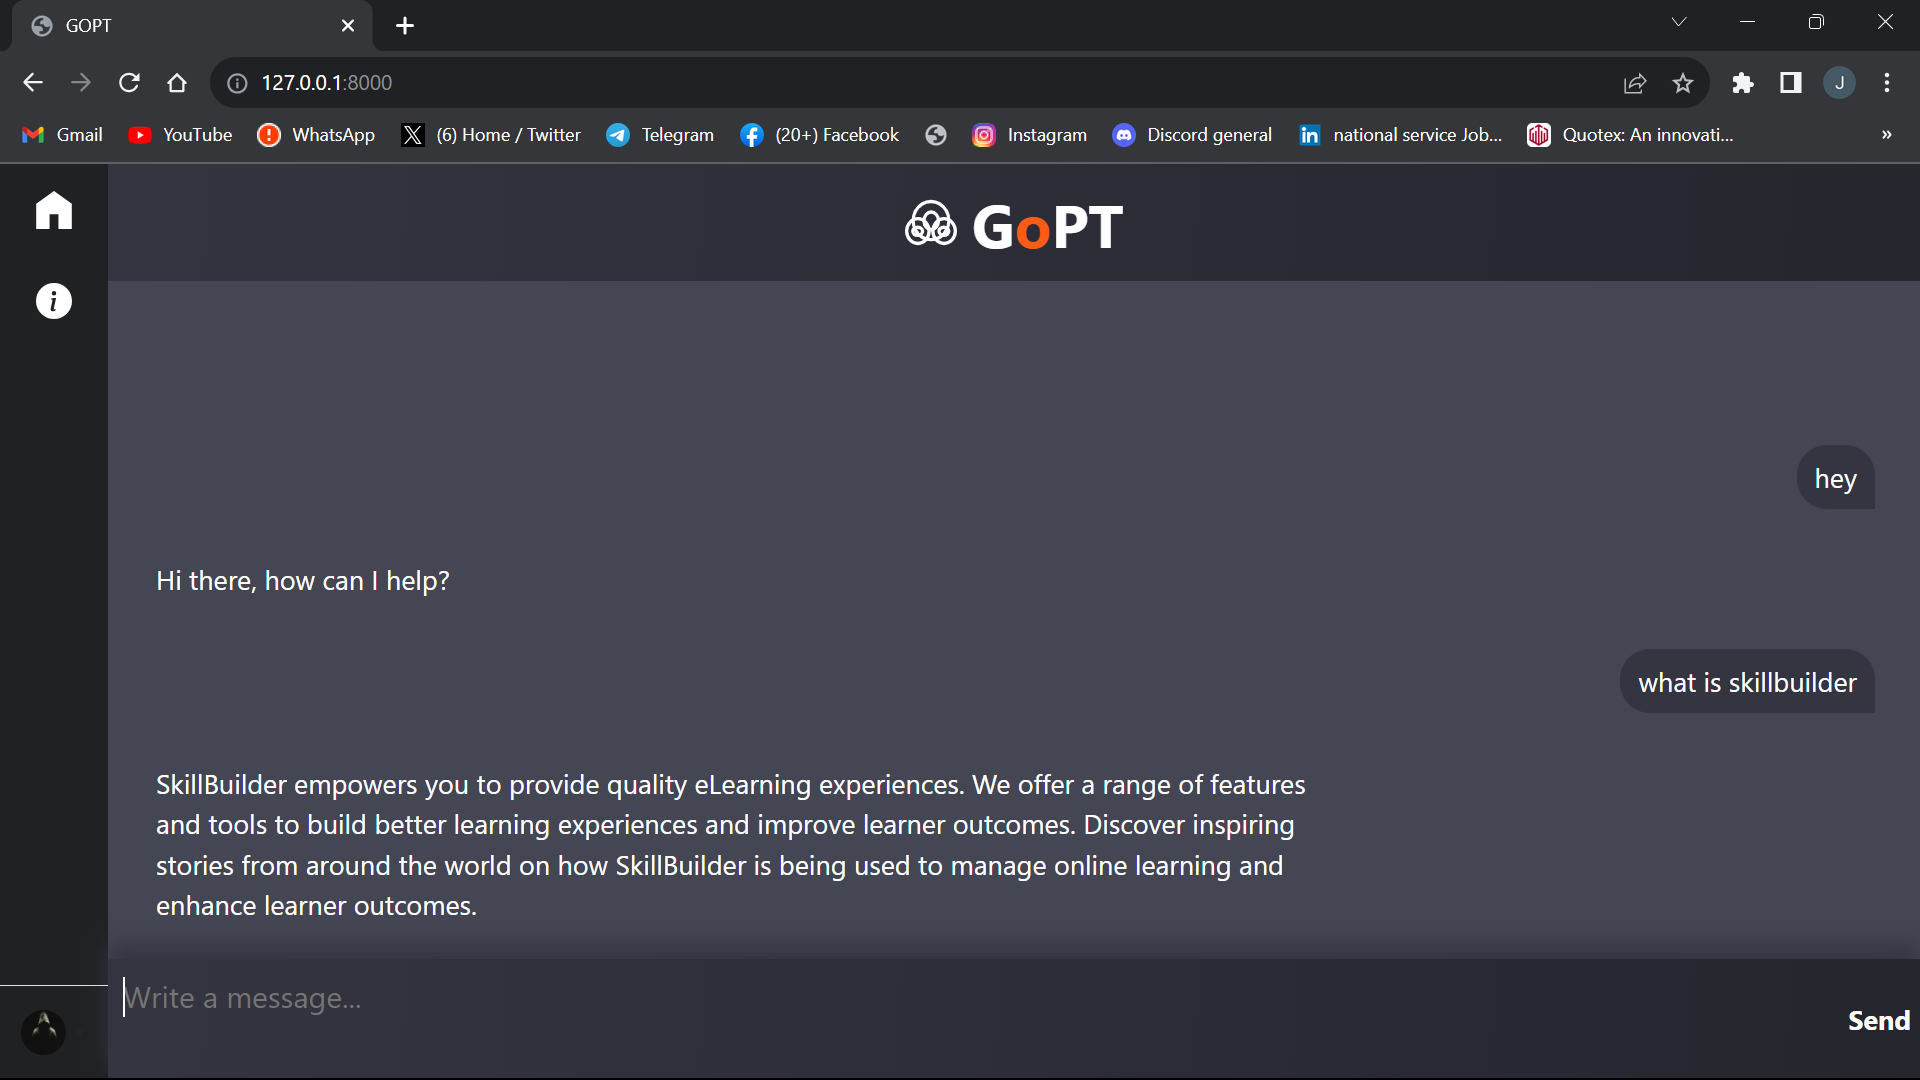 GOPT
127.0.0.1:8000
J
Gmail
YouTube
WhatsApp
(6) Home / Twitter
Telegram
(20+) Facebook
Instagram
Discord general
national service Job...
Quotex: An innovati...
»
GoPT
hey
Hi there, how can I help?
what is skillbuilder
SkillBuilder empowers you to provide quality eLearning experiences. We offer a range of features
and tools to build better learning experiences and improve learner outcomes. Discover inspiring
stories from around the world on how SkillBuilder is being used to manage online learning and
enhance learner outcomes.
Write a message...
Send